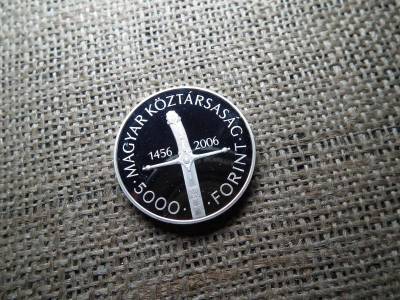 · MAGYAR KÖZTÁRSASÁG ·
1456 2006
5000 FORINT